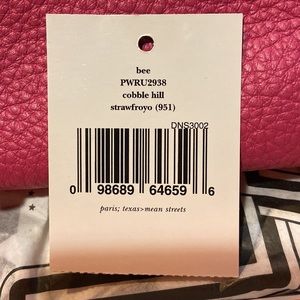 bee
PWRU2938
cobble hill
strawfroyo (951)
DNS3002
0 98689 64659 6
paris; texas>mean streets